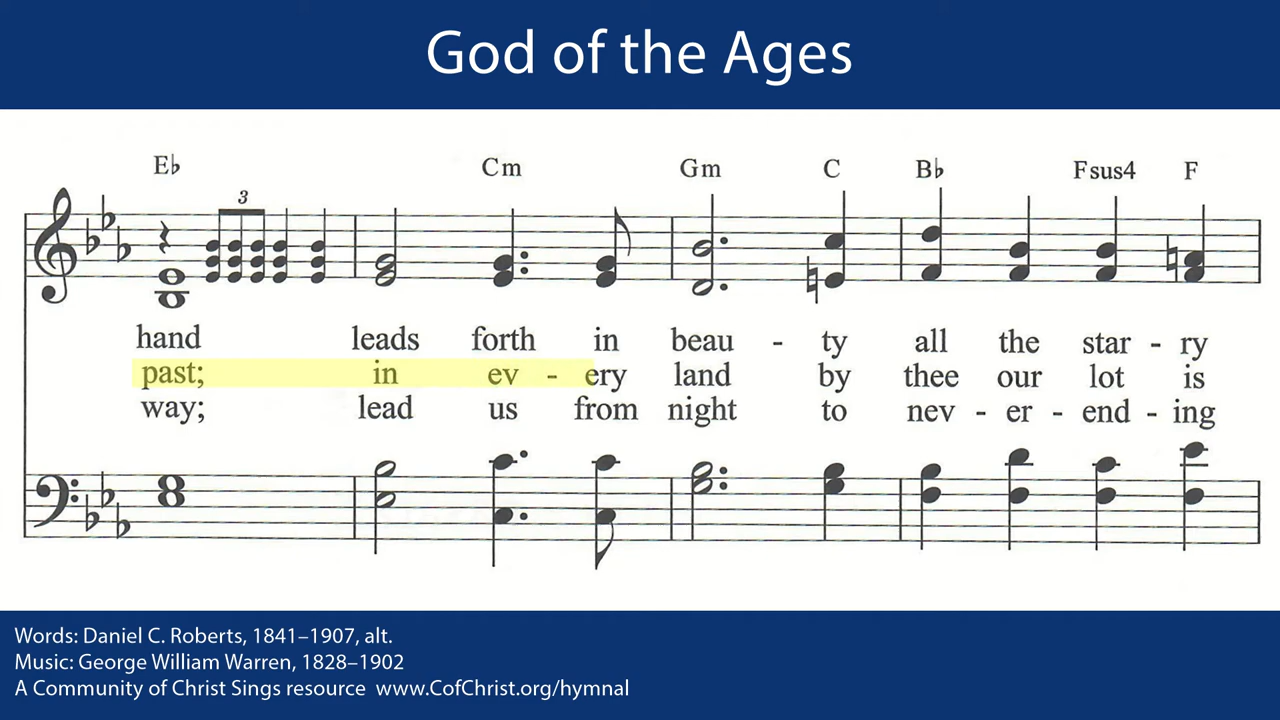 God of the Ages
E♭ Cm Gm C B♭ Fsus4 F
3
hand leads forth in beau - ty all the star - ry
past; in ev - ery land by thee our lot is
way; lead us from night to nev - er - end - ing
Words: Daniel C. Roberts, 1841–1907, alt.
Music: George William Warren, 1828–1902
A Community of Christ Sings resource www.CofChrist.org/hymnal